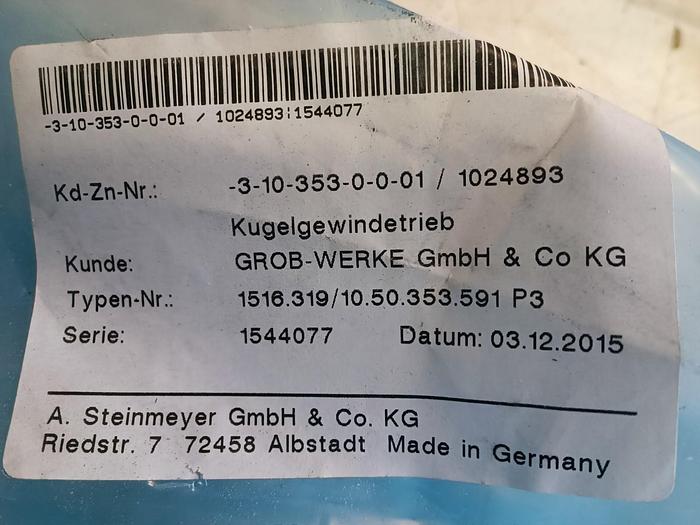 -3-10-353-0-0-01 / 1024893¦1544077
Kd-Zn-Nr.: -3-10-353-0-0-01 / 1024893
Kugelgewindetrieb
Kunde: GROB-WERKE GmbH & Co KG
Typen-Nr.: 1516.319/10.50.353.591 P3
Serie: 1544077 Datum: 03.12.2015
A. Steinmeyer GmbH & Co. KG
Riedstr. 7 72458 Albstadt Made in Germany